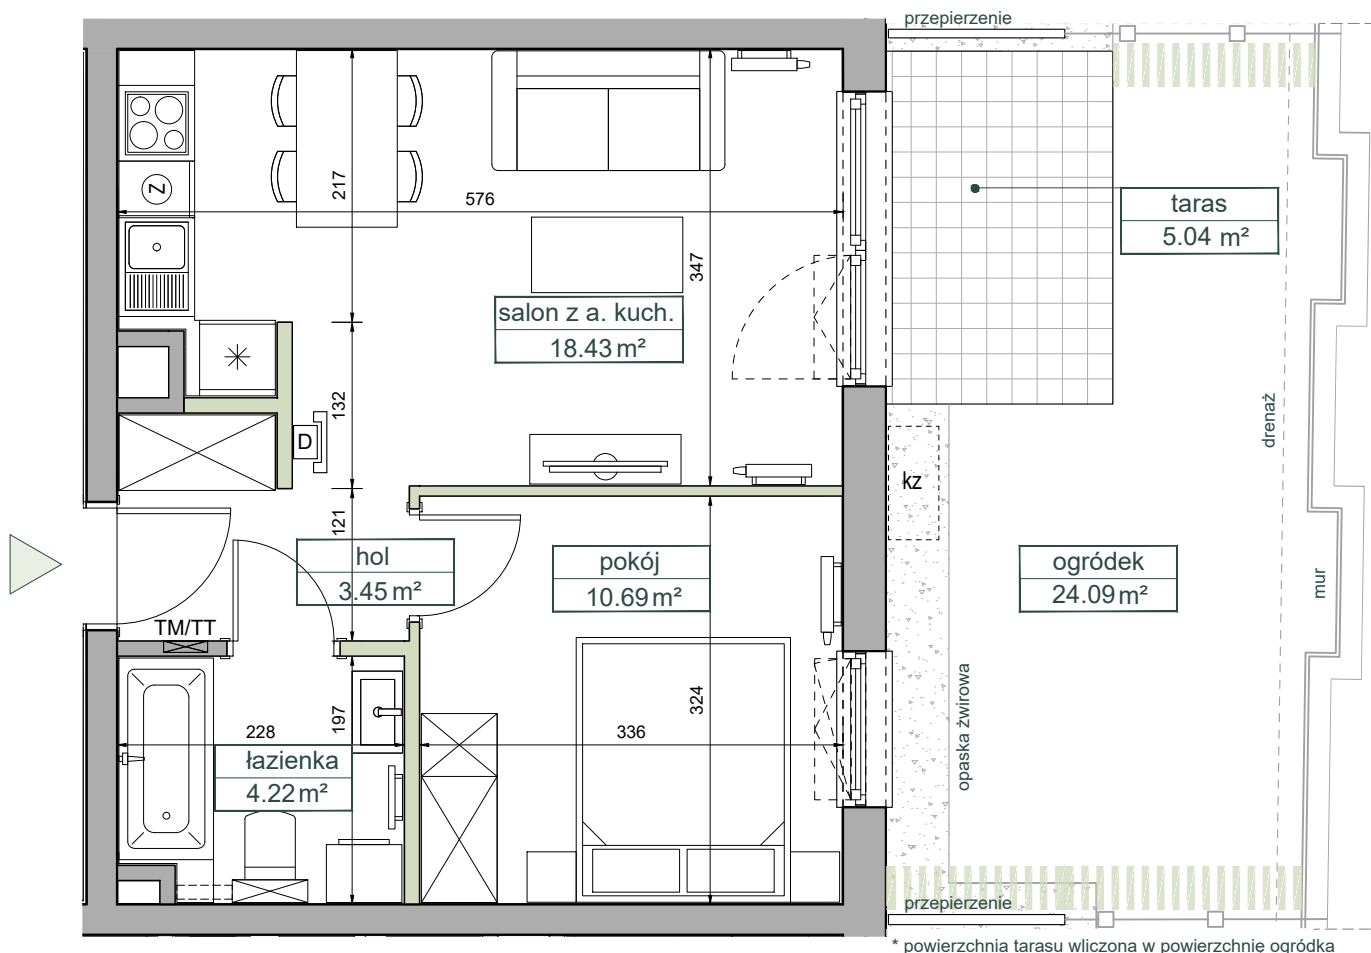 przepierzenie
taras
5.04 m²
Z
217
576
347
salon z a. kuch.
18.43 m²
132
D
drenaż
kz
121
hol
3.45 m²
pokój
10.69 m²
ogródek
24.09 m²
mur
TM/TT
opaska żwirowa
197
324
228
336
łazienka
4.22 m²
przepierzenie
* powierzchnia tarasu wliczona w powierzchnię ogródka